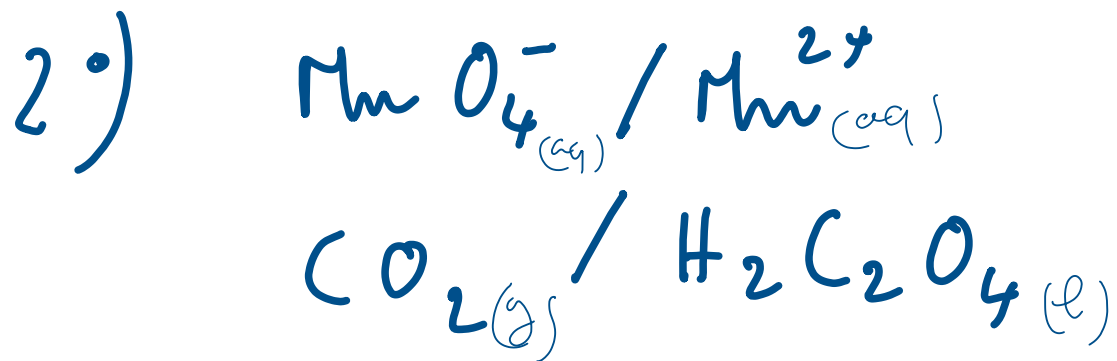 2°) MnO₄⁻(aq) / Mn²⁺(aq)
CO₂(g) / H₂C₂O₄(l)